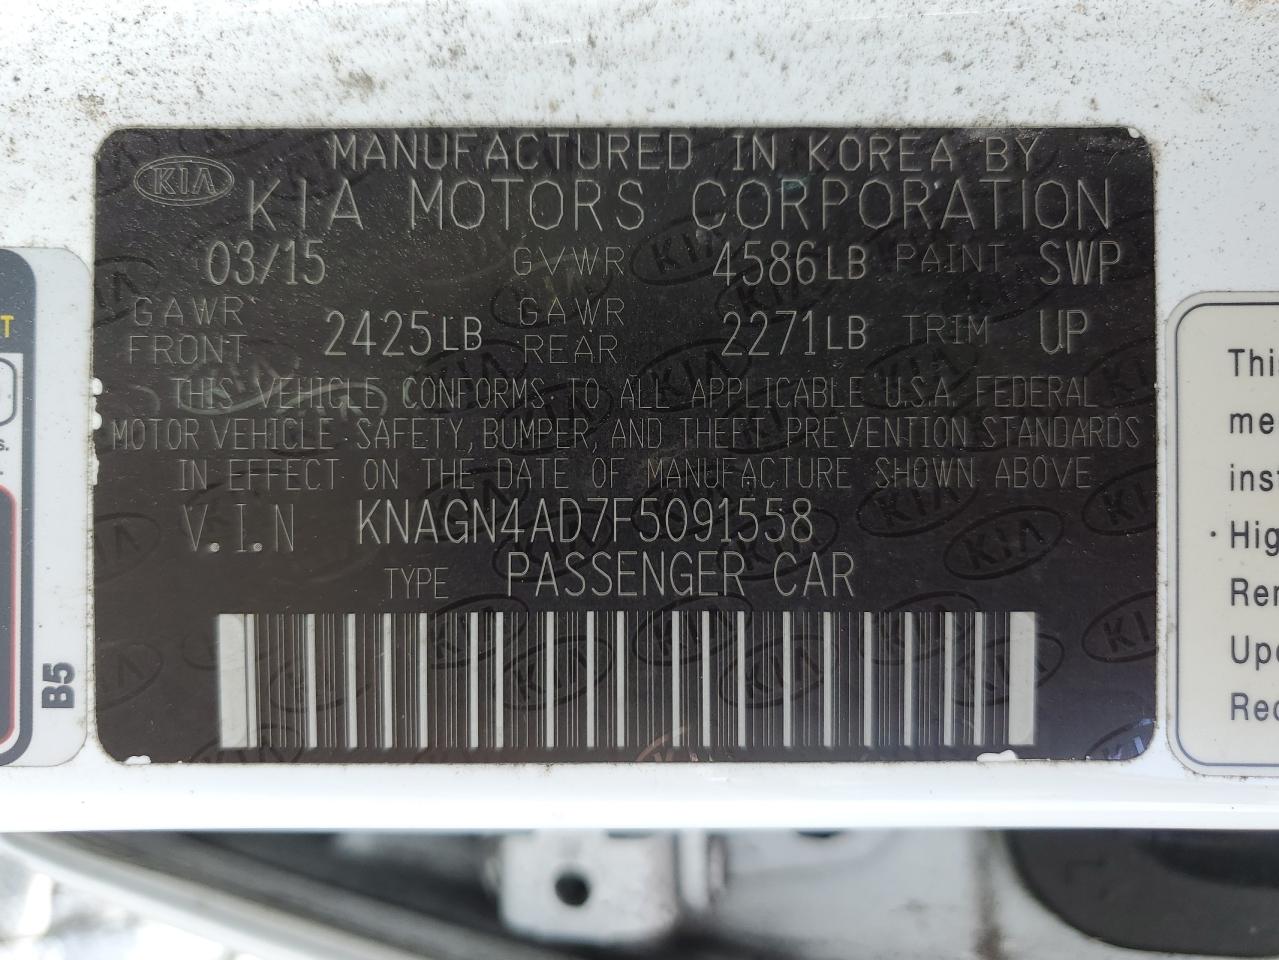 MANUFACTURED IN KOREA BY
KIA
KIA MOTORS CORPORATION
03/15 GVWR 4586LB PAINT SWP
GAWR FRONT 2425LB GAWR REAR 2271LB TRIM UP
THIS VEHICLE CONFORMS TO ALL APPLICABLE U.S.A. FEDERAL
MOTOR VEHICLE SAFETY, BUMPER, AND THEFT PREVENTION STANDARDS
IN EFFECT ON THE DATE OF MANUFACTURE SHOWN ABOVE
V.I.N KNAGN4AD7F5091558
TYPE PASSENGER CAR
B5
T
s.
Thi
me
inst
· Hig
Rer
Upo
Rec